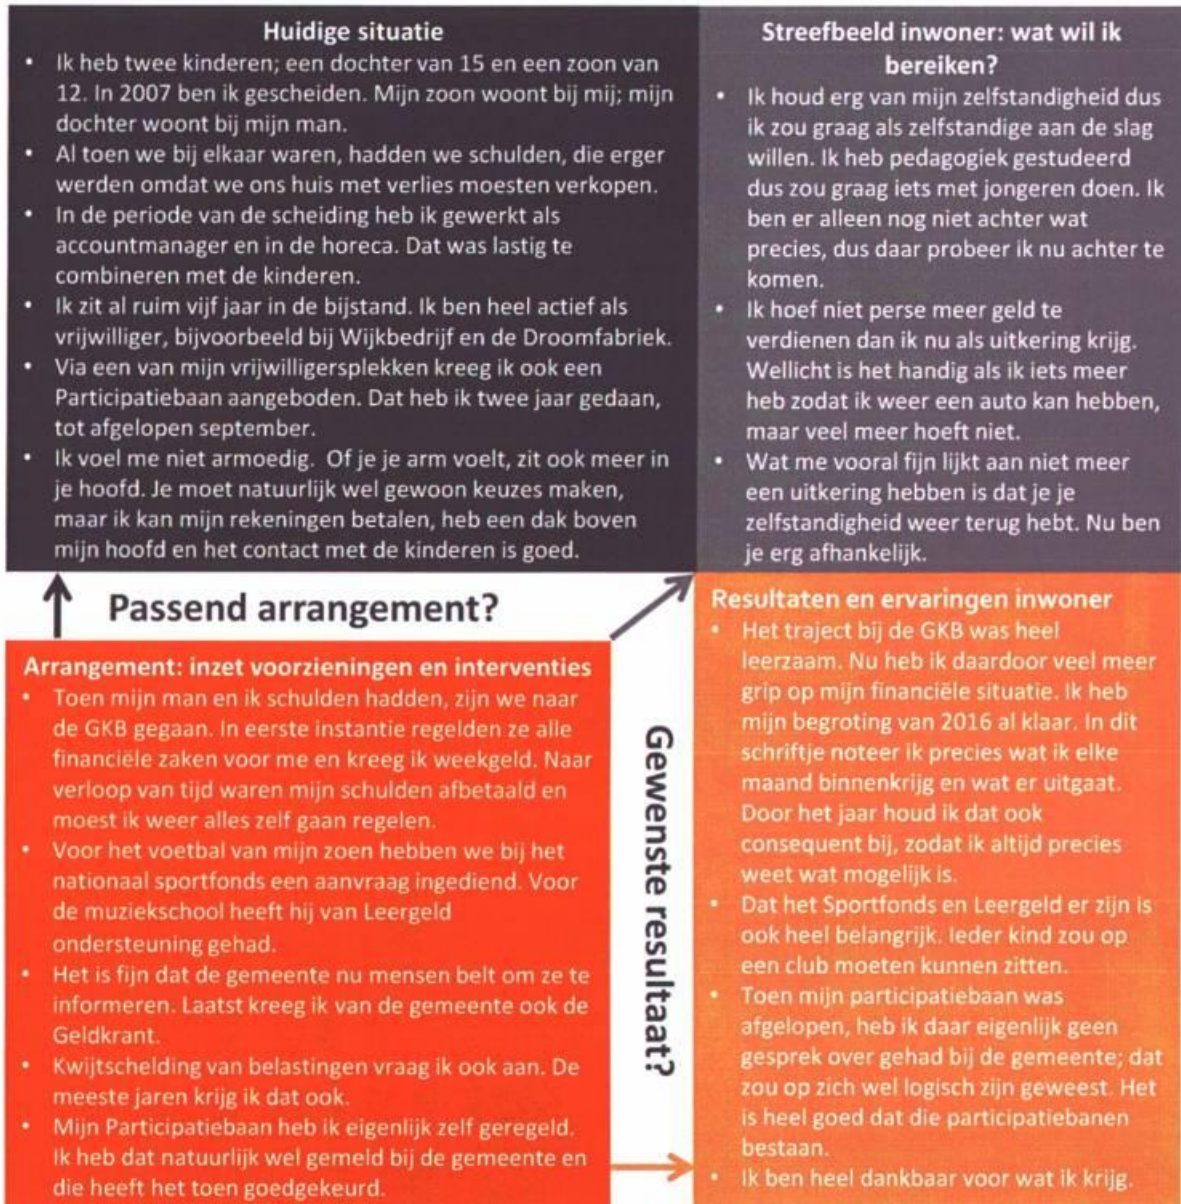 Huidige situatie
• Ik heb twee kinderen; een dochter van 15 en een zoon van
12. In 2007 ben ik gescheiden. Mijn zoon woont bij mij; mijn
dochter woont bij mijn man.
• Al toen we bij elkaar waren, hadden we schulden, die erger
werden omdat we ons huis met verlies moesten verkopen.
• In de periode van de scheiding heb ik gewerkt als
accountmanager en in de horeca. Dat was lastig te
combineren met de kinderen.
• Ik zit al ruim vijf jaar in de bijstand. Ik ben heel actief als
vrijwilliger, bijvoorbeeld bij Wijkbedrijf en de Droomfabriek.
• Via een van mijn vrijwilligersplekken kreeg ik ook een
Participatiebaan aangeboden. Dat heb ik twee jaar gedaan,
tot afgelopen september.
• Ik voel me niet armoedig. Of je je arm voelt, zit ook meer in
je hoofd. Je moet natuurlijk wel gewoon keuzes maken,
maar ik kan mijn rekeningen betalen, heb een dak boven
mijn hoofd en het contact met de kinderen is goed.
Streefbeeld inwoner: wat wil ik
bereiken?
• Ik houd erg van mijn zelfstandigheid dus
ik zou graag als zelfstandige aan de slag
willen. Ik heb pedagogiek gestudeerd
dus zou graag iets met jongeren doen. Ik
ben er alleen nog niet achter wat
precies, dus daar probeer ik nu achter te
komen.
• Ik hoef niet perse meer geld te
verdienen dan ik nu als uitkering krijg.
Wellicht is het handig als ik iets meer
heb zodat ik weer een auto kan hebben,
maar veel meer hoeft niet.
• Wat me vooral fijn lijkt aan niet meer
een uitkering hebben is dat je je
zelfstandigheid weer terug hebt. Nu ben
je erg afhankelijk.
Passend arrangement?
Arrangement: inzet voorzieningen en interventies
• Toen mijn man en ik schulden hadden, zijn we naar
de GKB gegaan. In eerste instantie regelden ze alle
financiële zaken voor me en kreeg ik weekgeld. Naar
verloop van tijd waren mijn schulden afbetaald en
moest ik weer alles zelf gaan regelen.
• Voor het voetbal van mijn zoen hebben we bij het
nationaal sportfonds een aanvraag ingediend. Voor
de muziekschool heeft hij van Leergeld
ondersteuning gehad.
• Het is fijn dat de gemeente nu mensen belt om ze te
informeren. Laatst kreeg ik van de gemeente ook de
Geldkrant.
• Kwijtschelding van belastingen vraag ik ook aan. De
meeste jaren krijg ik dat ook.
• Mijn Participatiebaan heb ik eigenlijk zelf geregeld.
Ik heb dat natuurlijk wel gemeld bij de gemeente en
die heeft het toen goedgekeurd.
Gewenste resultaat?
Resultaten en ervaringen inwoner
• Het traject bij de GKB was heel
leerzaam. Nu heb ik daardoor veel meer
grip op mijn financiële situatie. Ik heb
mijn begroting van 2016 al klaar. In dit
schriftje noteer ik precies wat ik elke
maand binnenkrijg en wat er uitgaat.
Door het jaar houd ik dat ook
consequent bij, zodat ik altijd precies
weet wat mogelijk is.
• Dat het Sportfonds en Leergeld er zijn is
ook heel belangrijk. Ieder kind zou op
een club moeten kunnen zitten.
• Toen mijn participatiebaan was
afgelopen, heb ik daar eigenlijk geen
gesprek over gehad bij de gemeente; dat
zou op zich wel logisch zijn geweest. Het
is heel goed dat die participatiebanen
bestaan.
• Ik ben heel dankbaar voor wat ik krijg.